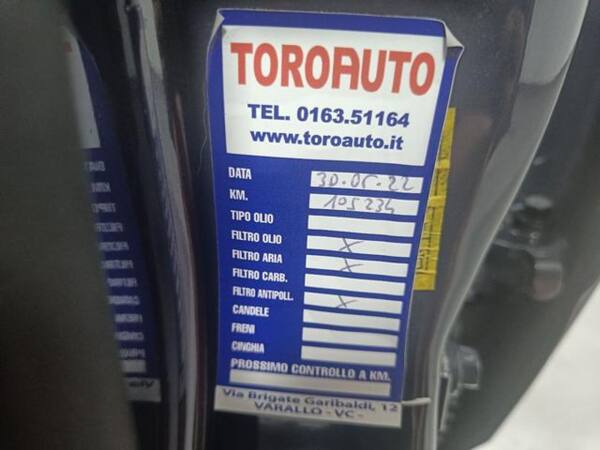 TOROAUTO
TEL. 0163.51164
www.toroauto.it
DATA 30.05.22
KM. 105234
TIPO OLIO
FILTRO OLIO X
FILTRO ARIA X
FILTRO CARB.
FILTRO ANTIPOLL. X
CANDELE
FRENI
CINGHIA
PROSSIMO CONTROLLO A KM.
Via Brigate Garibaldi, 12
VARALLO - VC -